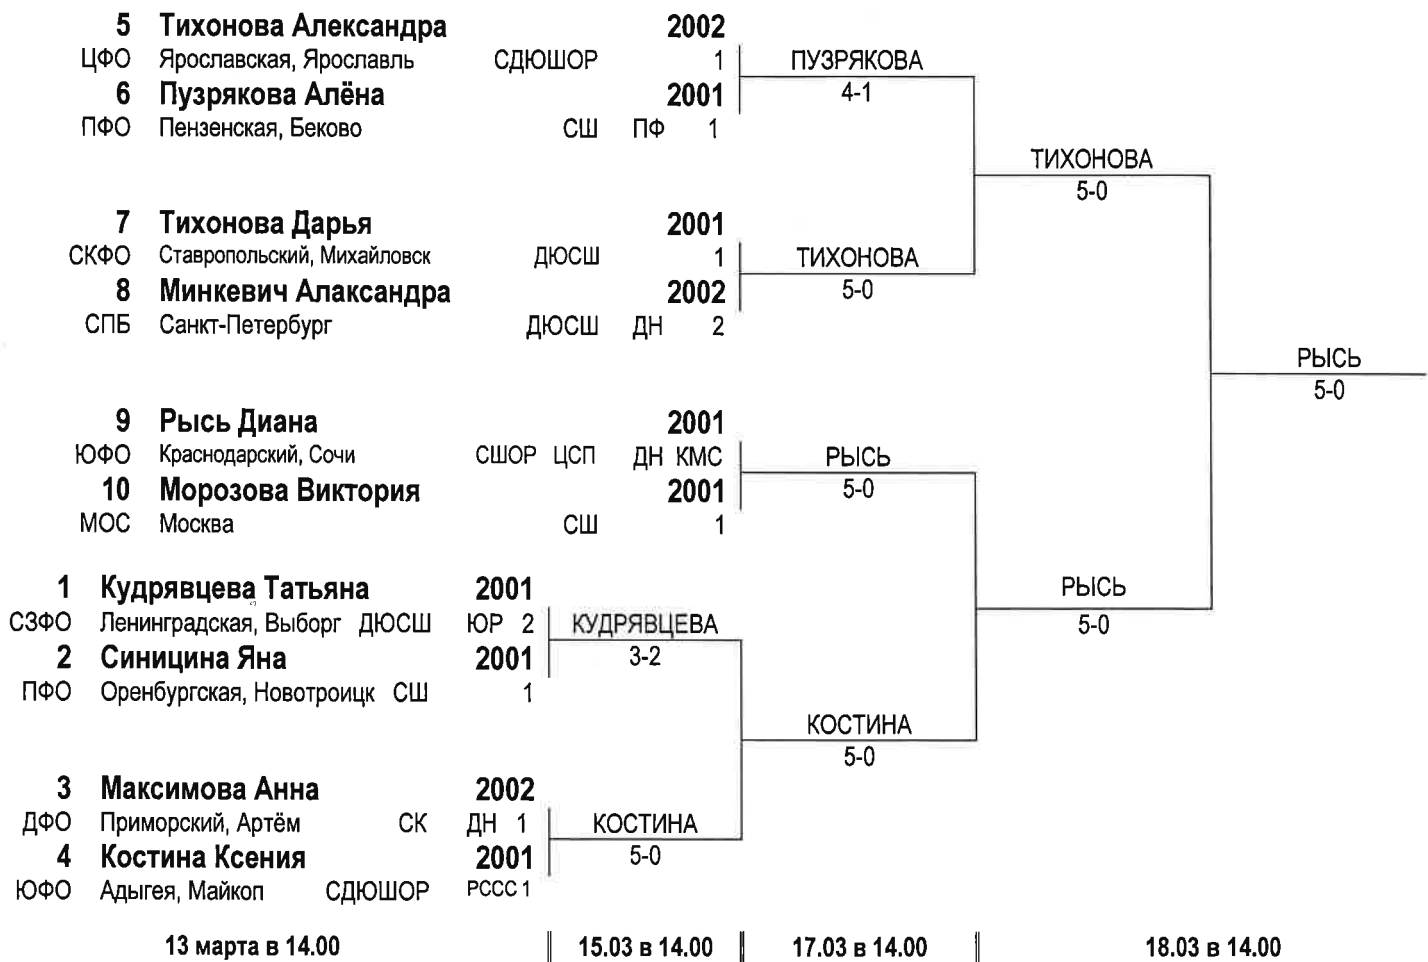 5 Тихонова Александра 2002
ЦФО Ярославская, Ярославль СДЮШОР 1 ПУЗРЯКОВА
6 Пузрякова Алёна 2001 4-1
ПФО Пензенская, Беково СШ ПФ 1
ТИХОНОВА
5-0
7 Тихонова Дарья 2001
СКФО Ставропольский, Михайловск ДЮСШ 1 ТИХОНОВА
8 Минкевич Алаксандра 2002 5-0
СПБ Санкт-Петербург ДЮСШ ДН 2
РЫСЬ
5-0
9 Рысь Диана 2001
ЮФО Краснодарский, Сочи СШОР ЦСП ДН КМС РЫСЬ
10 Морозова Виктория 2001 5-0
МОС Москва СШ 1
1 Кудрявцева Татьяна 2001 РЫСЬ
СЗФО Ленинградская, Выборг ДЮСШ ЮР 2 КУДРЯВЦЕВА 5-0
2 Синицина Яна 2001 3-2
ПФО Оренбургская, Новотроицк СШ 1
КОСТИНА
5-0
3 Максимова Анна 2002
ДФО Приморский, Артём СК ДН 1 КОСТИНА
4 Костина Ксения 2001 5-0
ЮФО Адыгея, Майкоп СДЮШОР РССС 1
13 марта в 14.00 15.03 в 14.00 17.03 в 14.00 18.03 в 14.00